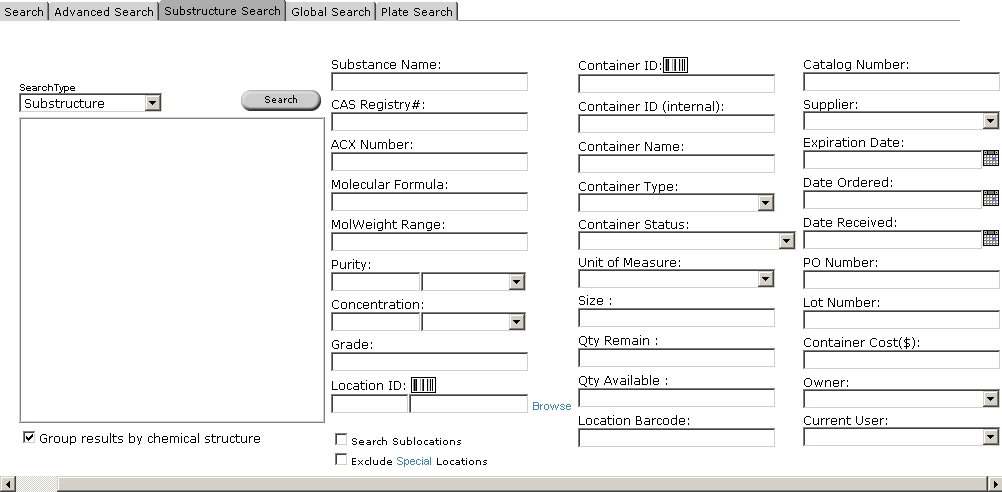 Search Advanced Search Substructure Search Global Search Plate Search
SearchType
Substructure
Search
Group results by chemical structure
Substance Name:
CAS Registry#:
ACX Number:
Molecular Formula:
MolWeight Range:
Purity:
Concentration:
Grade:
Location ID:
Browse
Search Sublocations
Exclude Special Locations
Container ID:
Container ID (internal):
Container Name:
Container Type:
Container Status:
Unit of Measure:
Size :
Qty Remain :
Qty Available :
Location Barcode:
Catalog Number:
Supplier:
Expiration Date:
Date Ordered:
Date Received:
PO Number:
Lot Number:
Container Cost($):
Owner:
Current User: